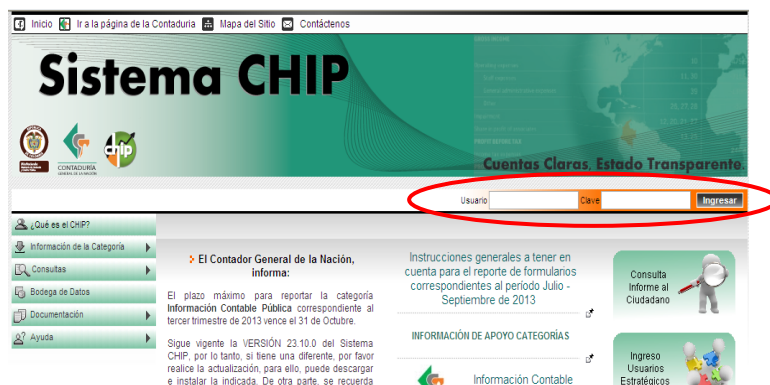 Inicio Ir a la página de la Contaduria Mapa del Sitio Contáctenos
Sistema CHIP
CONTADURÍA
GENERAL DE LA NACIÓN
chip
Cuentas Claras, Estado Transparente.
Usuario Clave Ingresar
¿Qué es el CHIP?
Información de la Categoría
Consultas
Bodega de Datos
Documentación
Ayuda
El Contador General de la Nación,
informa:
El plazo máximo para reportar la categoría
Información Contable Pública correspondiente al
tercer trimestre de 2013 vence el 31 de Octubre.
Sigue vigente la VERSIÓN 23.10.0 del Sistema
CHIP, por lo tanto, si tiene una diferente, por favor
realice la actualización, para ello, puede descargar
e instalar la indicada. De otra parte, se recuerda
Instrucciones generales a tener en
cuenta para el reporte de formularios
correspondientes al período Julio -
Septiembre de 2013
INFORMACIÓN DE APOYO CATEGORÍAS
Información Contable
Consulta
Informe al
Ciudadano
Ingreso
Usuarios
Estratégicos